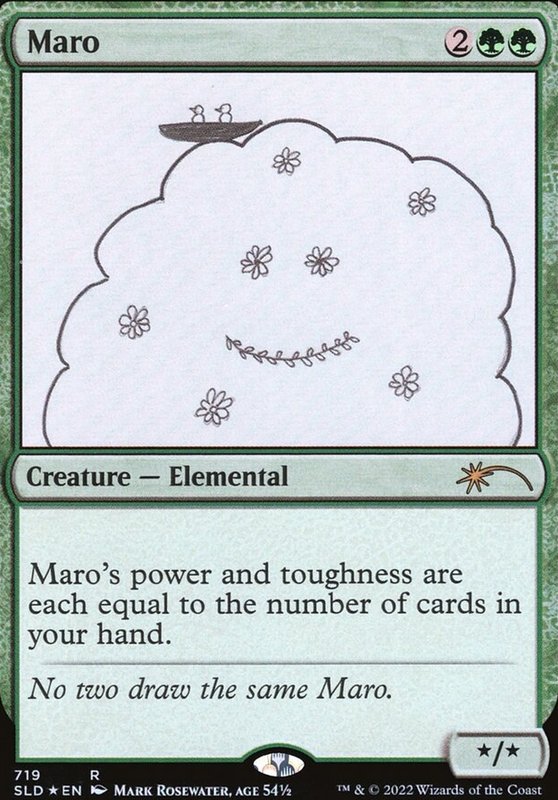 Maro 2
Creature — Elemental
Maro's power and toughness are
each equal to the number of cards in
your hand.
No two draw the same Maro.
★/★
719 R
SLD ★ EN Mark Rosewater, age 54½ ™ & © 2022 Wizards of the Coast